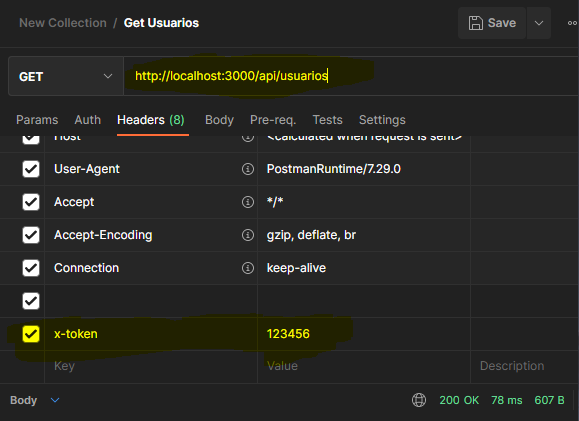 New Collection / Get Usuarios Save
GET http://localhost:3000/api/usuarios
Params Auth Headers (8) Body Pre-req. Tests Settings
Host <calculated when request is sent>
User-Agent PostmanRuntime/7.29.0
Accept */*
Accept-Encoding gzip, deflate, br
Connection keep-alive
x-token 123456
Key Value Description
Body 200 OK 78 ms 607 B